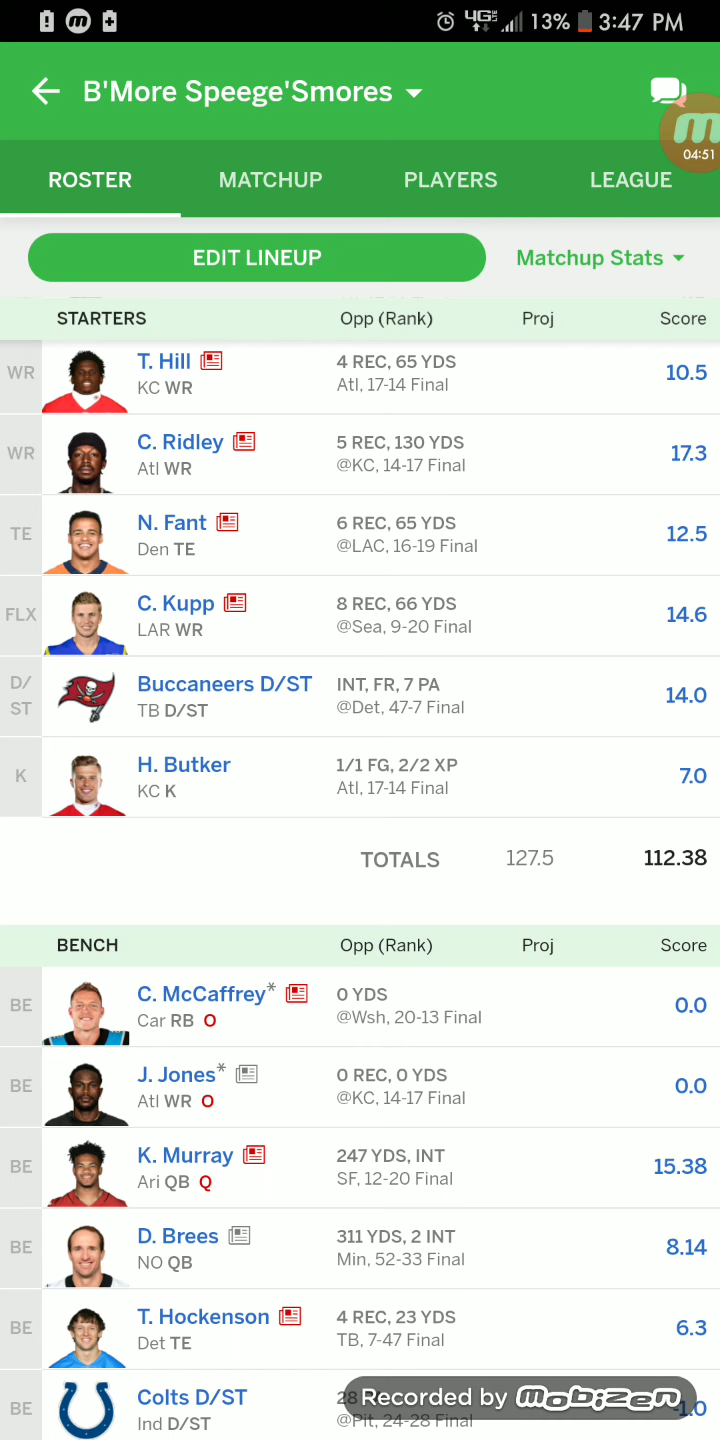 4G LTE 13% 3:47 PM
B'More Speege'Smores
04:51
ROSTER MATCHUP PLAYERS LEAGUE
EDIT LINEUP Matchup Stats
STARTERS Opp (Rank) Proj Score
WR T. Hill 4 REC, 65 YDS 10.5
KC WR Atl, 17-14 Final
WR C. Ridley 5 REC, 130 YDS 17.3
Atl WR @KC, 14-17 Final
TE N. Fant 6 REC, 65 YDS 12.5
Den TE @LAC, 16-19 Final
FLX C. Kupp 8 REC, 66 YDS 14.6
LAR WR @Sea, 9-20 Final
D/ Buccaneers D/ST INT, FR, 7 PA 14.0
ST TB D/ST @Det, 47-7 Final
K H. Butker 1/1 FG, 2/2 XP 7.0
KC K Atl, 17-14 Final
TOTALS 127.5 112.38
BENCH Opp (Rank) Proj Score
BE C. McCaffrey* 0 YDS 0.0
Car RB O @Wsh, 20-13 Final
BE J. Jones* 0 REC, 0 YDS 0.0
Atl WR O @KC, 14-17 Final
BE K. Murray 247 YDS, INT 15.38
Ari QB Q SF, 12-20 Final
BE D. Brees 311 YDS, 2 INT 8.14
NO QB Min, 52-33 Final
BE T. Hockenson 4 REC, 23 YDS 6.3
Det TE TB, 7-47 Final
BE Colts D/ST 28 -1.0
Ind D/ST @Pit, 24-28 Final
Recorded by mobizen